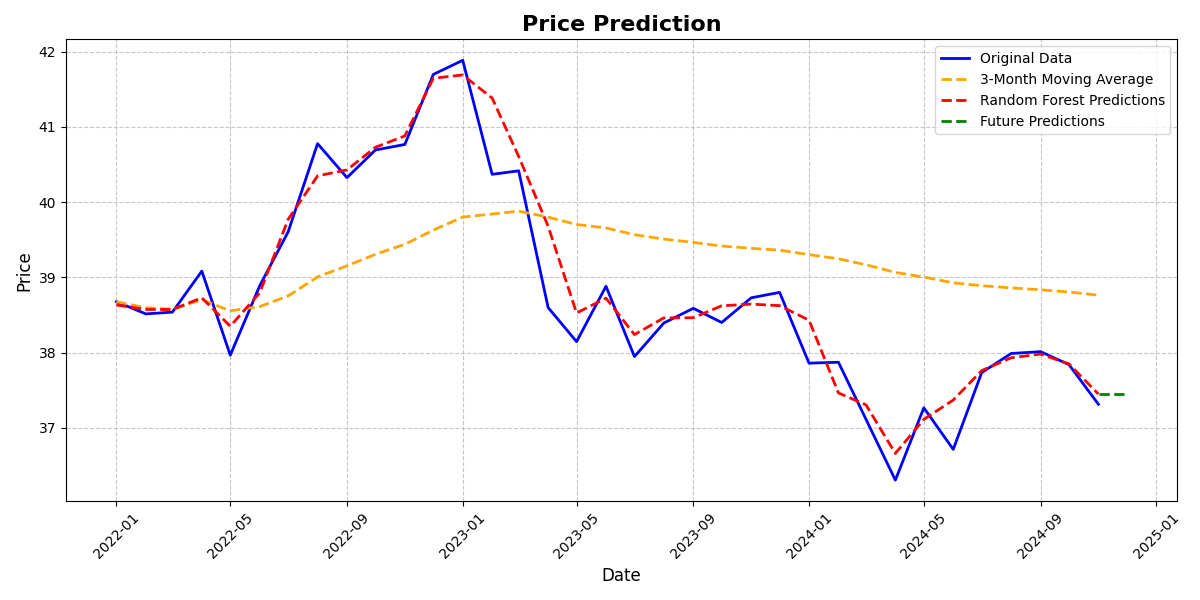 Price Prediction
Original Data
3-Month Moving Average
Random Forest Predictions
Future Predictions
42
41
40
39
38
37
Price
2022-01
2022-05
2022-09
2023-01
2023-05
2023-09
2024-01
2024-05
2024-09
2025-01
Date